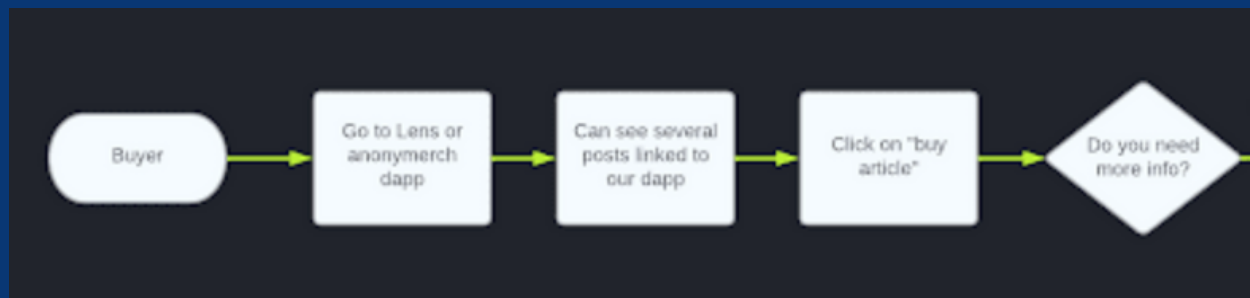 Buyer
Go to Lens or
anonymerch
dapp
Can see several
posts linked to
our dapp
Click on "buy
article"
Do you need
more info?